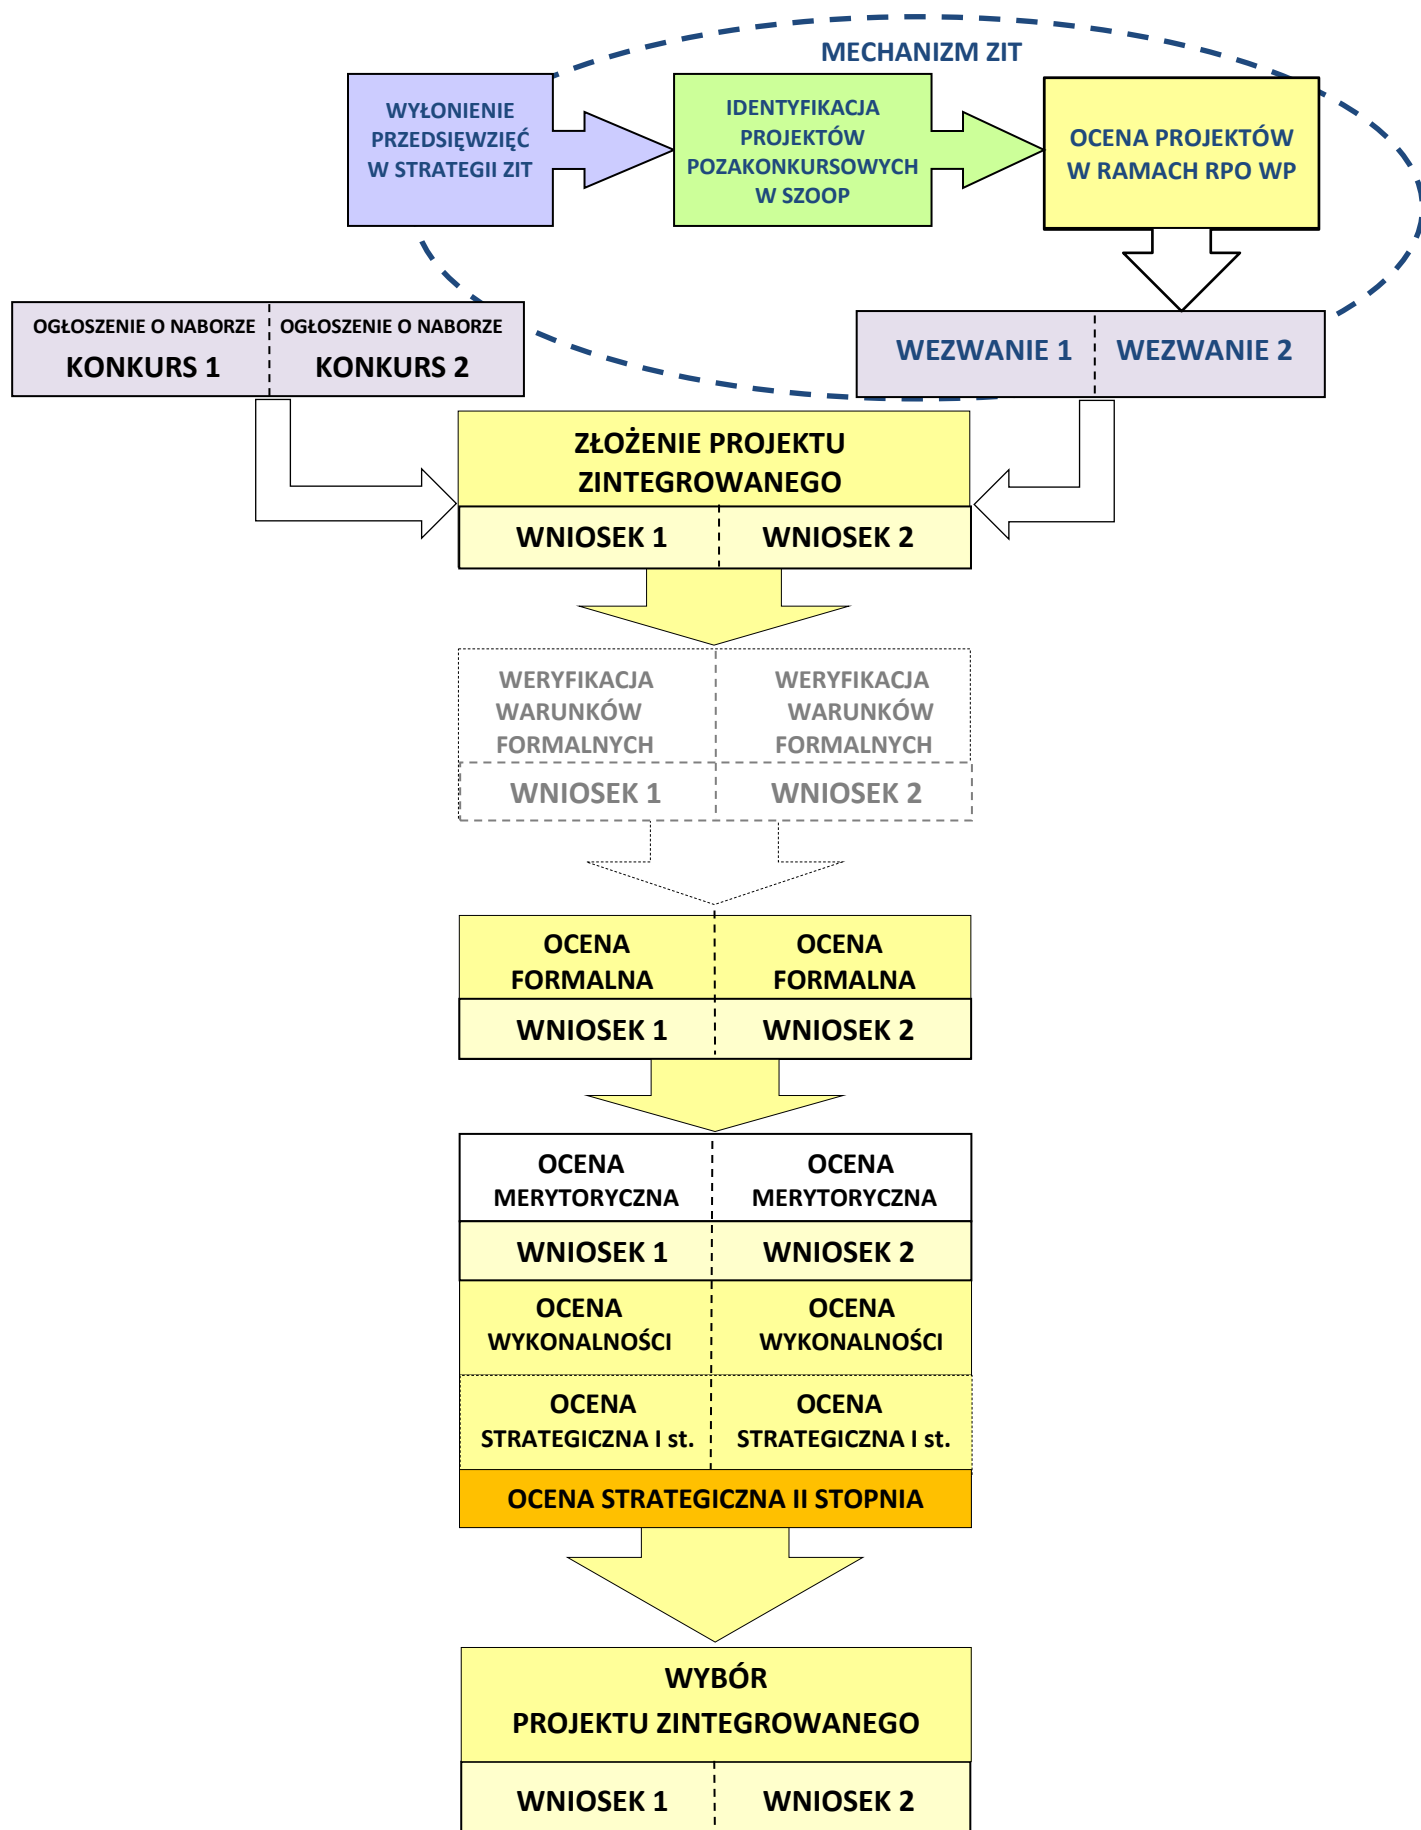 MECHANIZM ZIT
WYŁONIENIE
PRZEDSIĘWZIĘĆ
W STRATEGII ZIT
IDENTYFIKACJA
PROJEKTÓW
POZAKONKURSOWYCH
W SZOOP
OCENA PROJEKTÓW
W RAMACH RPO WP
OGŁOSZENIE O NABORZE
KONKURS 1
OGŁOSZENIE O NABORZE
KONKURS 2
WEZWANIE 1
WEZWANIE 2
ZŁOŻENIE PROJEKTU
ZINTEGROWANEGO
WNIOSEK 1
WNIOSEK 2
WERYFIKACJA
WARUNKÓW
FORMALNYCH
WERYFIKACJA
WARUNKÓW
FORMALNYCH
WNIOSEK 1
WNIOSEK 2
OCENA
FORMALNA
OCENA
FORMALNA
WNIOSEK 1
WNIOSEK 2
OCENA
MERYTORYCZNA
OCENA
MERYTORYCZNA
WNIOSEK 1
WNIOSEK 2
OCENA
WYKONALNOŚCI
OCENA
WYKONALNOŚCI
OCENA
STRATEGICZNA I st.
OCENA
STRATEGICZNA I st.
OCENA STRATEGICZNA II STOPNIA
WYBÓR
PROJEKTU ZINTEGROWANEGO
WNIOSEK 1
WNIOSEK 2